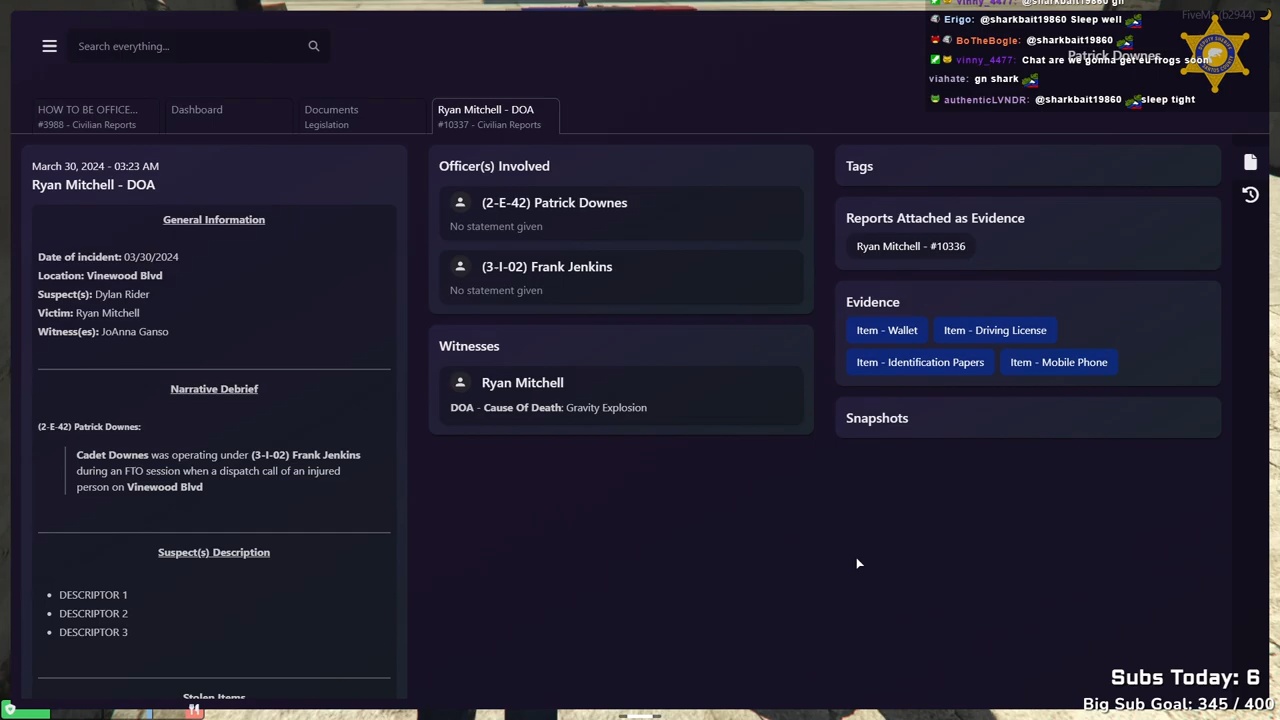 vinny_4477: @sharkbait19860 gn
Erigo: @sharkbait19860 Sleep well
BoTheBogle: @sharkbait19860
vinny_4477: Chat are we gonna get eu frogs soon
viahate: gn shark
authenticLVNDR: @sharkbait19860 sleep tight
Patrick Downes
Search everything...
HOW TO BE OFFICE...
#3988 - Civilian Reports
Dashboard
Documents
Legislation
Ryan Mitchell - DOA
#10337 - Civilian Reports
March 30, 2024 - 03:23 AM
Ryan Mitchell - DOA
General Information
Date of incident: 03/30/2024
Location: Vinewood Blvd
Suspect(s): Dylan Rider
Victim: Ryan Mitchell
Witness(es): JoAnna Ganso
Narrative Debrief
(2-E-42) Patrick Downes:
Cadet Downes was operating under (3-I-02) Frank Jenkins
during an FTO session when a dispatch call of an injured
person on Vinewood Blvd
Suspect(s) Description
DESCRIPTOR 1
DESCRIPTOR 2
DESCRIPTOR 3
Stolen Items
Officer(s) Involved
(2-E-42) Patrick Downes
No statement given
(3-I-02) Frank Jenkins
No statement given
Witnesses
Ryan Mitchell
DOA - Cause Of Death: Gravity Explosion
Tags
Reports Attached as Evidence
Ryan Mitchell - #10336
Evidence
Item - Wallet
Item - Driving License
Item - Identification Papers
Item - Mobile Phone
Snapshots
Subs Today: 6
Big Sub Goal: 345 / 400